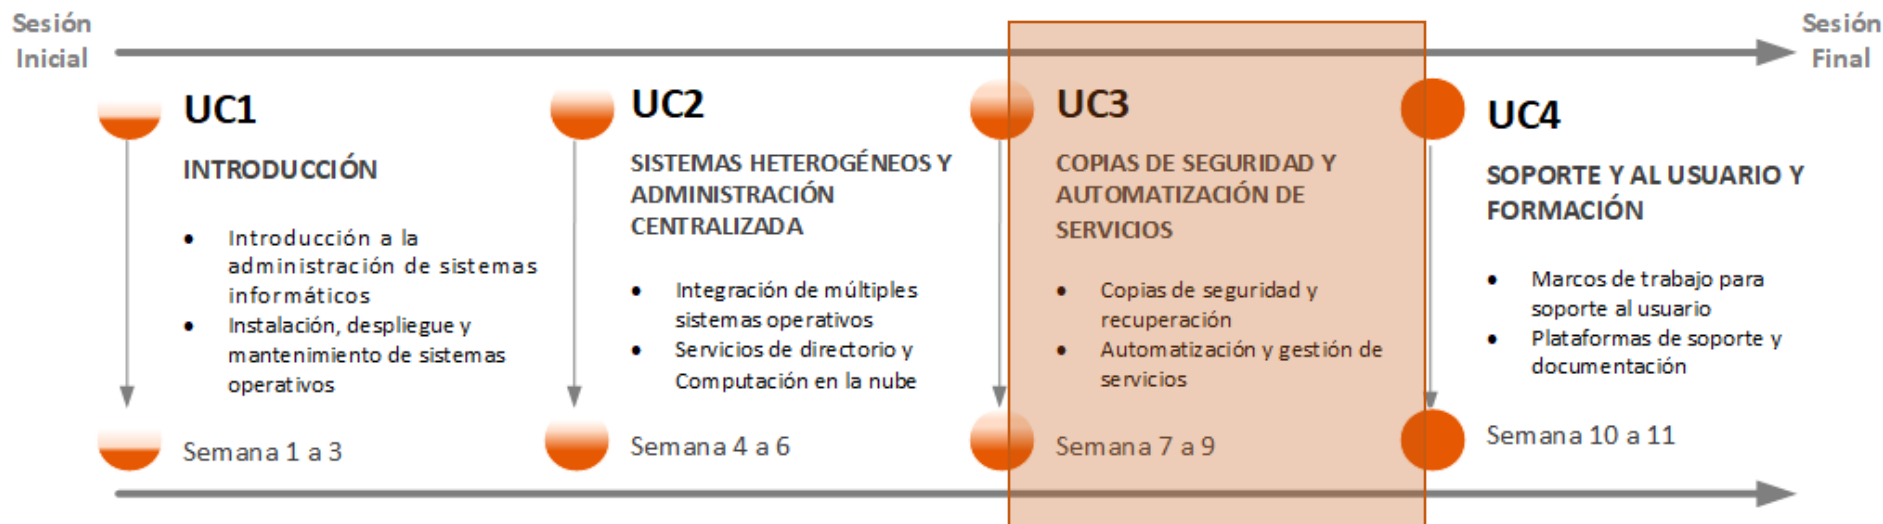 Sesión
Inicial
Sesión
Final
UC1
INTRODUCCIÓN
• Introducción a la
administración de sistemas
informáticos
• Instalación, despliegue y
mantenimiento de sistemas
operativos
Semana 1 a 3
UC2
SISTEMAS HETEROGÉNEOS Y
ADMINISTRACIÓN
CENTRALIZADA
• Integración de múltiples
sistemas operativos
• Servicios de directorio y
Computación en la nube
Semana 4 a 6
UC3
COPIAS DE SEGURIDAD Y
AUTOMATIZACIÓN DE
SERVICIOS
• Copias de seguridad y
recuperación
• Automatización y gestión de
servicios
Semana 7 a 9
UC4
SOPORTE Y AL USUARIO Y
FORMACIÓN
• Marcos de trabajo para
soporte al usuario
• Plataformas de soporte y
documentación
Semana 10 a 11